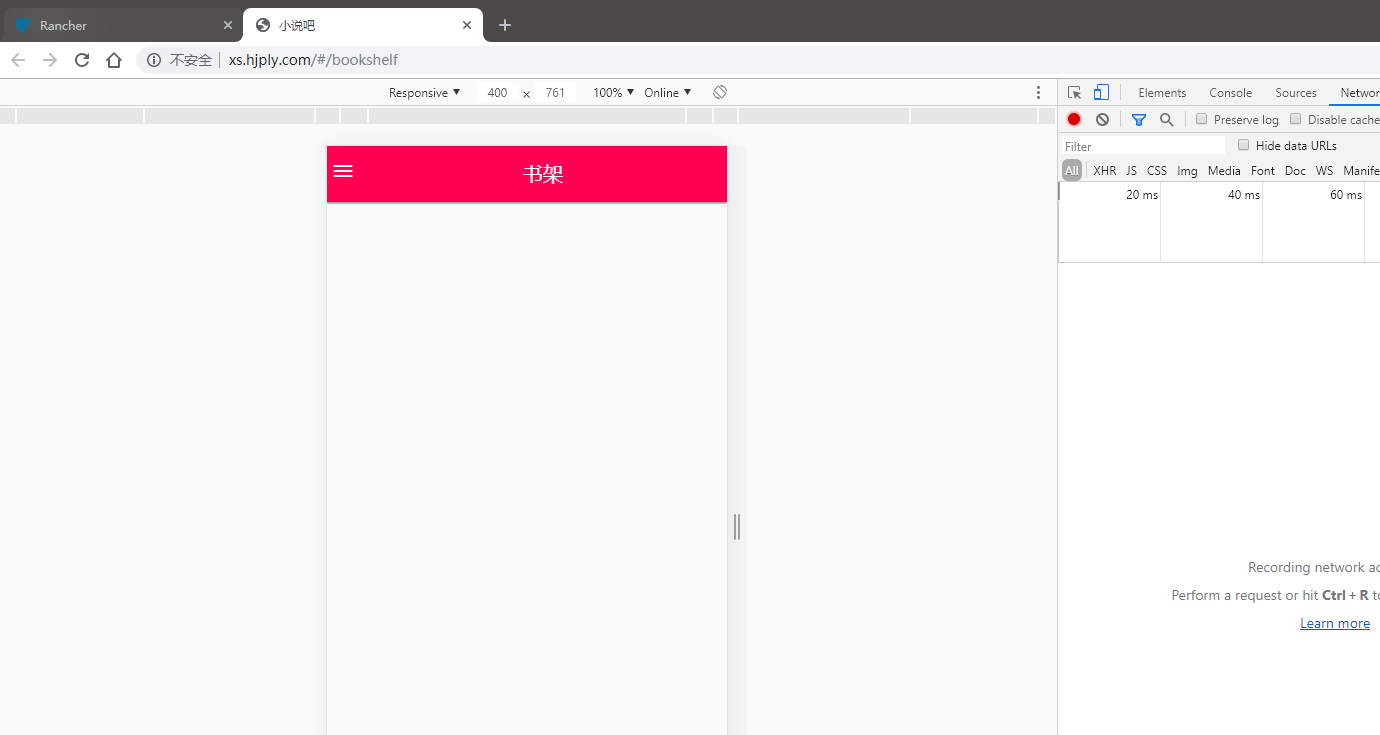 Rancher
小说吧
不安全 xs.hjply.com/#/bookshelf
Responsive 400 × 761 100% Online
Elements Console Sources Networ
Preserve log Disable cache
Filter Hide data URLs
All XHR JS CSS Img Media Font Doc WS Manife
20 ms 40 ms 60 ms
书架
Recording network ac
Perform a request or hit Ctrl + R to
Learn more